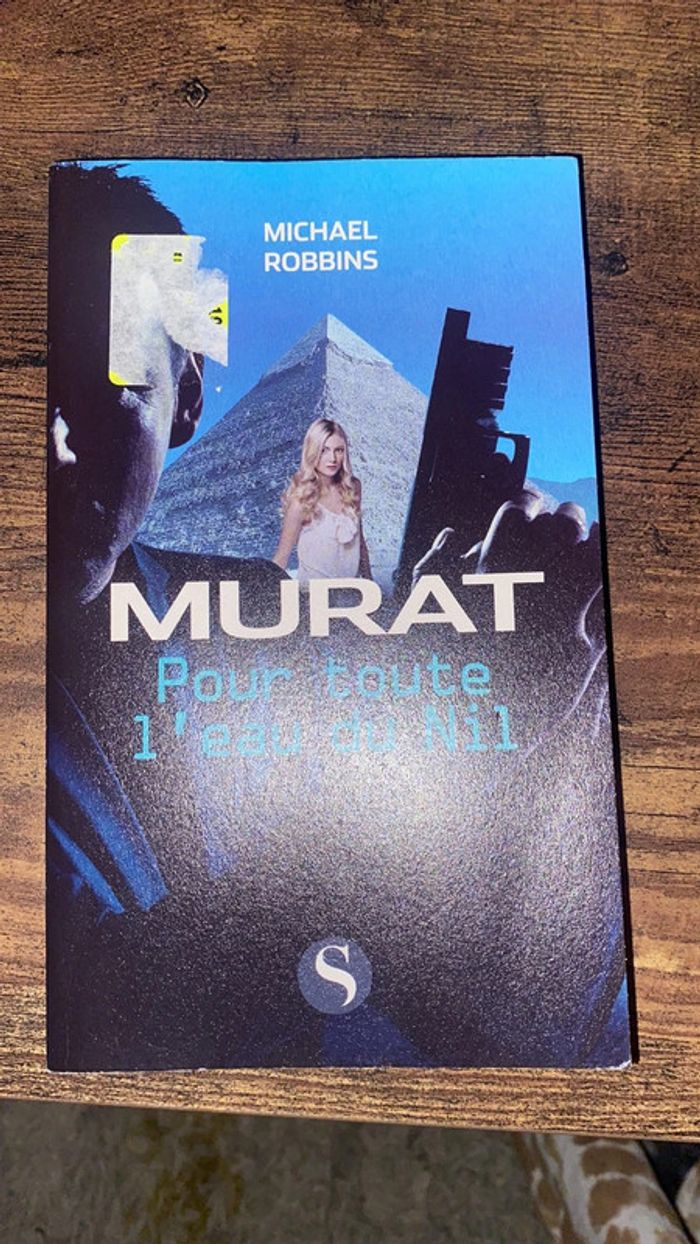 MICHAEL
ROBBINS
MURAT
Pour toute
l'eau du Nil
S